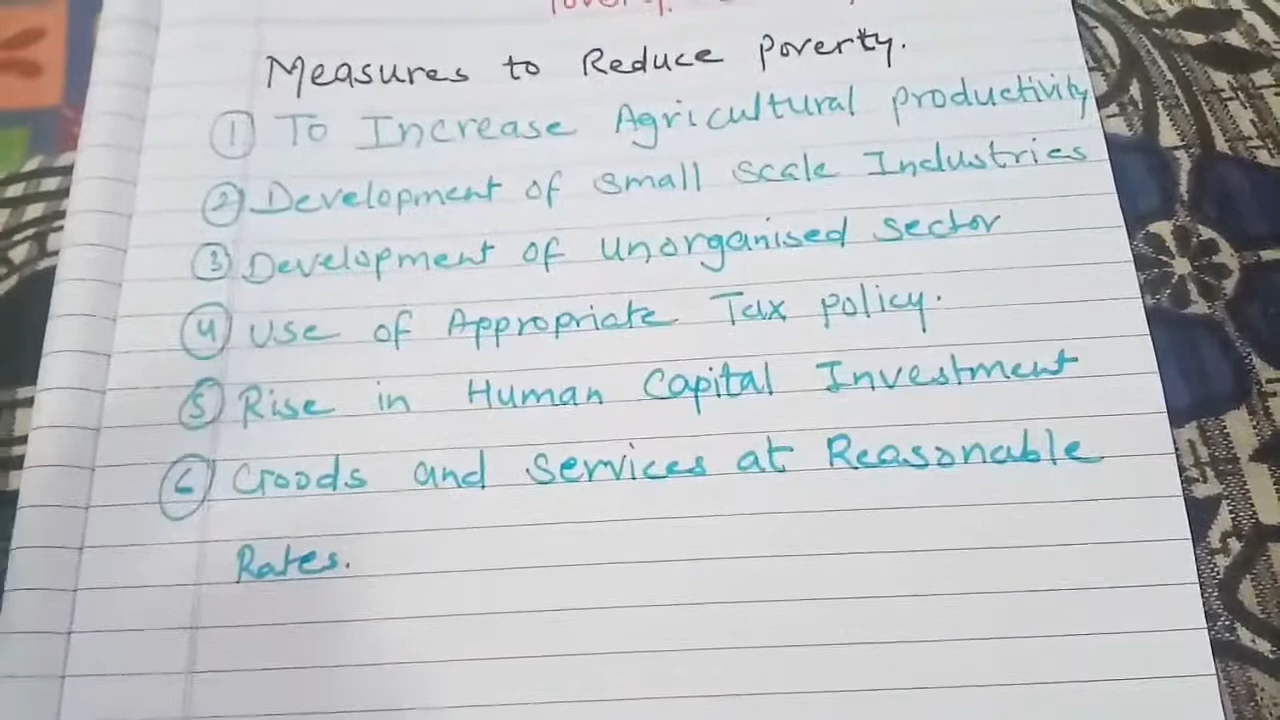 Measures to Reduce Poverty.
① To Increase Agricultural productivity
② Development of small scale Industries
③ Development of unorganised sector
④ Use of Appropriate Tax policy.
⑤ Rise in Human Capital Investment
⑥ Goods and Services at Reasonable
Rates.